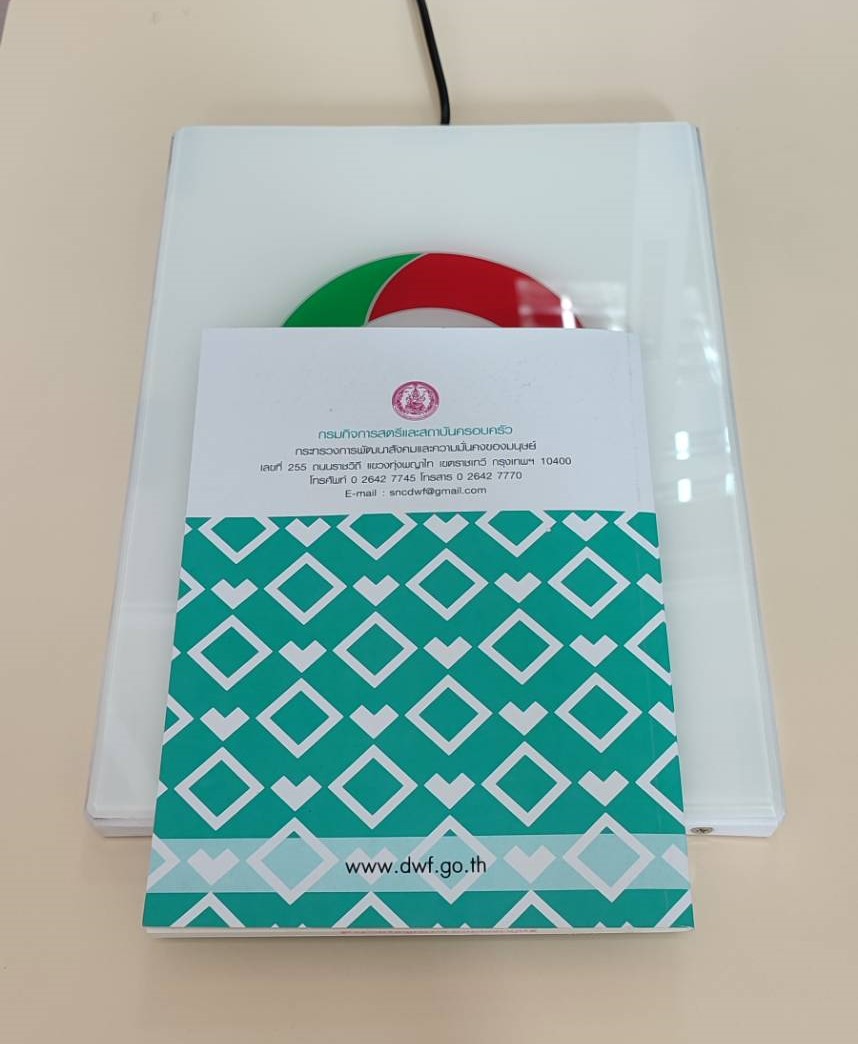 กรมกิจการสตรีและสถาบันครอบครัว
กระทรวงการพัฒนาสังคมและความมั่นคงของมนุษย์
เลขที่ 255 ถนนราชวิถี แขวงทุ่งพญาไท เขตราชเทวี กรุงเทพฯ 10400
โทรศัพท์ 0 2642 7745 โทรสาร 0 2642 7770
E-mail : sncdwf@gmail.com
www.dwf.go.th